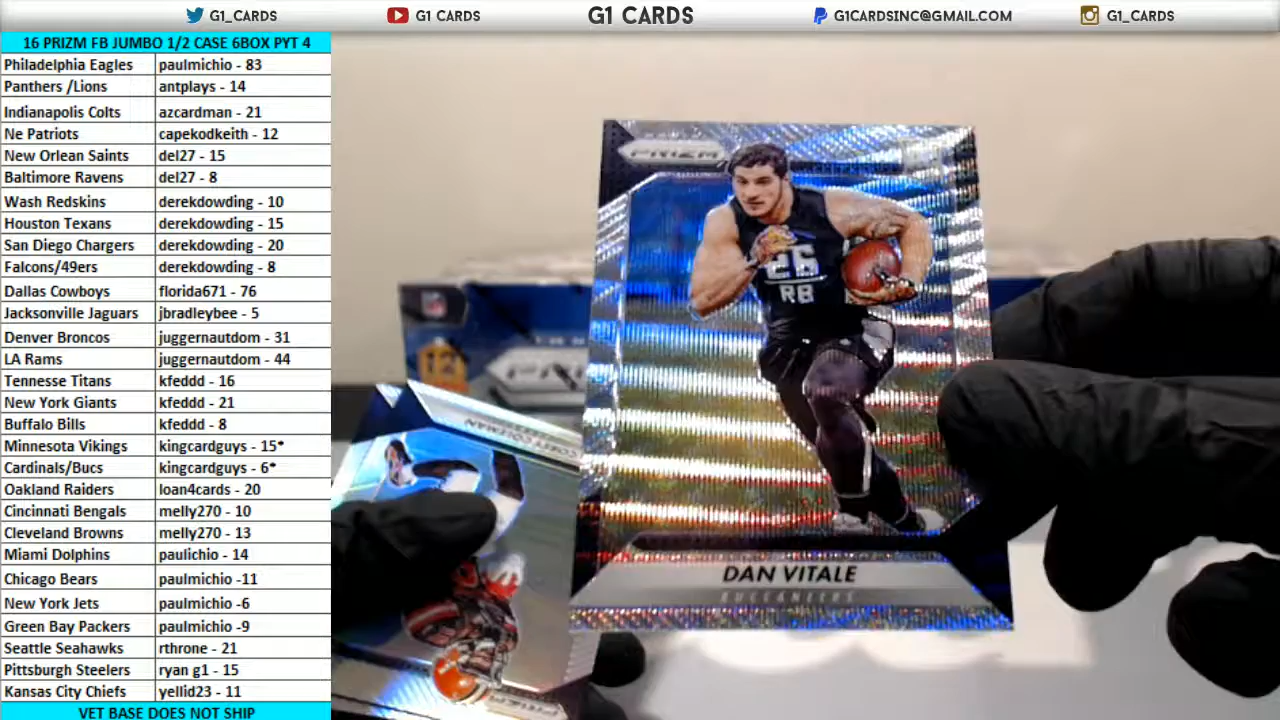 G1_CARDS G1 CARDS G1 CARDS G1CARDSINC@GMAIL.COM G1_CARDS
16 PRIZM FB JUMBO 1/2 CASE 6BOX PYT 4
Philadelphia Eagles paulmichio - 83
Panthers /Lions antplays - 14
Indianapolis Colts azcardman - 21
Ne Patriots capekodkeith - 12
New Orlean Saints del27 - 15
Baltimore Ravens del27 - 8
Wash Redskins derekdowding - 10
Houston Texans derekdowding - 15
San Diego Chargers derekdowding - 20
Falcons/49ers derekdowding - 8
Dallas Cowboys florida671 - 76
Jacksonville Jaguars jbradleybee - 5
Denver Broncos juggernautdom - 31
LA Rams juggernautdom - 44
Tennesse Titans kfeddd - 16
New York Giants kfeddd - 21
Buffalo Bills kfeddd - 8
Minnesota Vikings kingcardguys - 15*
Cardinals/Bucs kingcardguys - 6*
Oakland Raiders loan4cards - 20
Cincinnati Bengals melly270 - 10
Cleveland Browns melly270 - 13
Miami Dolphins paulichio - 14
Chicago Bears paulmichio -11
New York Jets paulmichio -6
Green Bay Packers paulmichio -9
Seattle Seahawks rthrone - 21
Pittsburgh Steelers ryan g1 - 15
Kansas City Chiefs yellid23 - 11
VET BASE DOES NOT SHIP
PRIZM
26
RB
DAN VITALE
BUCCANEERS
COREY COLEMAN
PRIZM